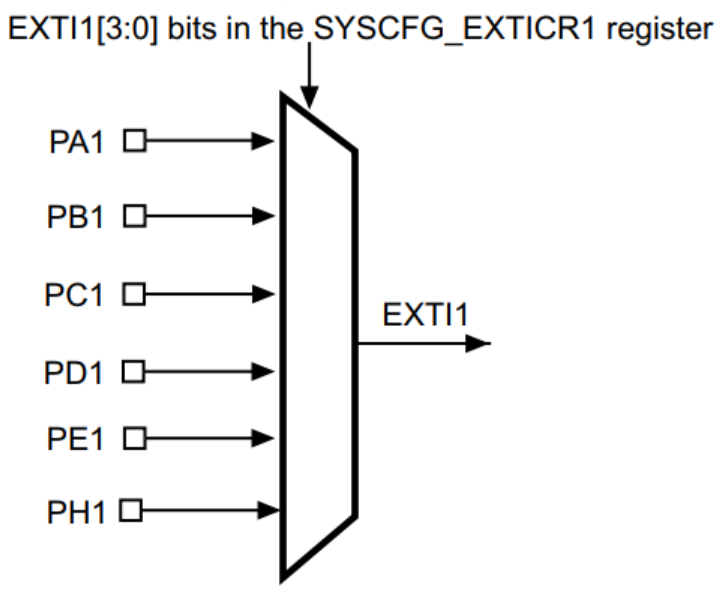 EXTI1[3:0] bits in the SYSCFG_EXTICR1 register
PA1
PB1
PC1
EXTI1
PD1
PE1
PH1